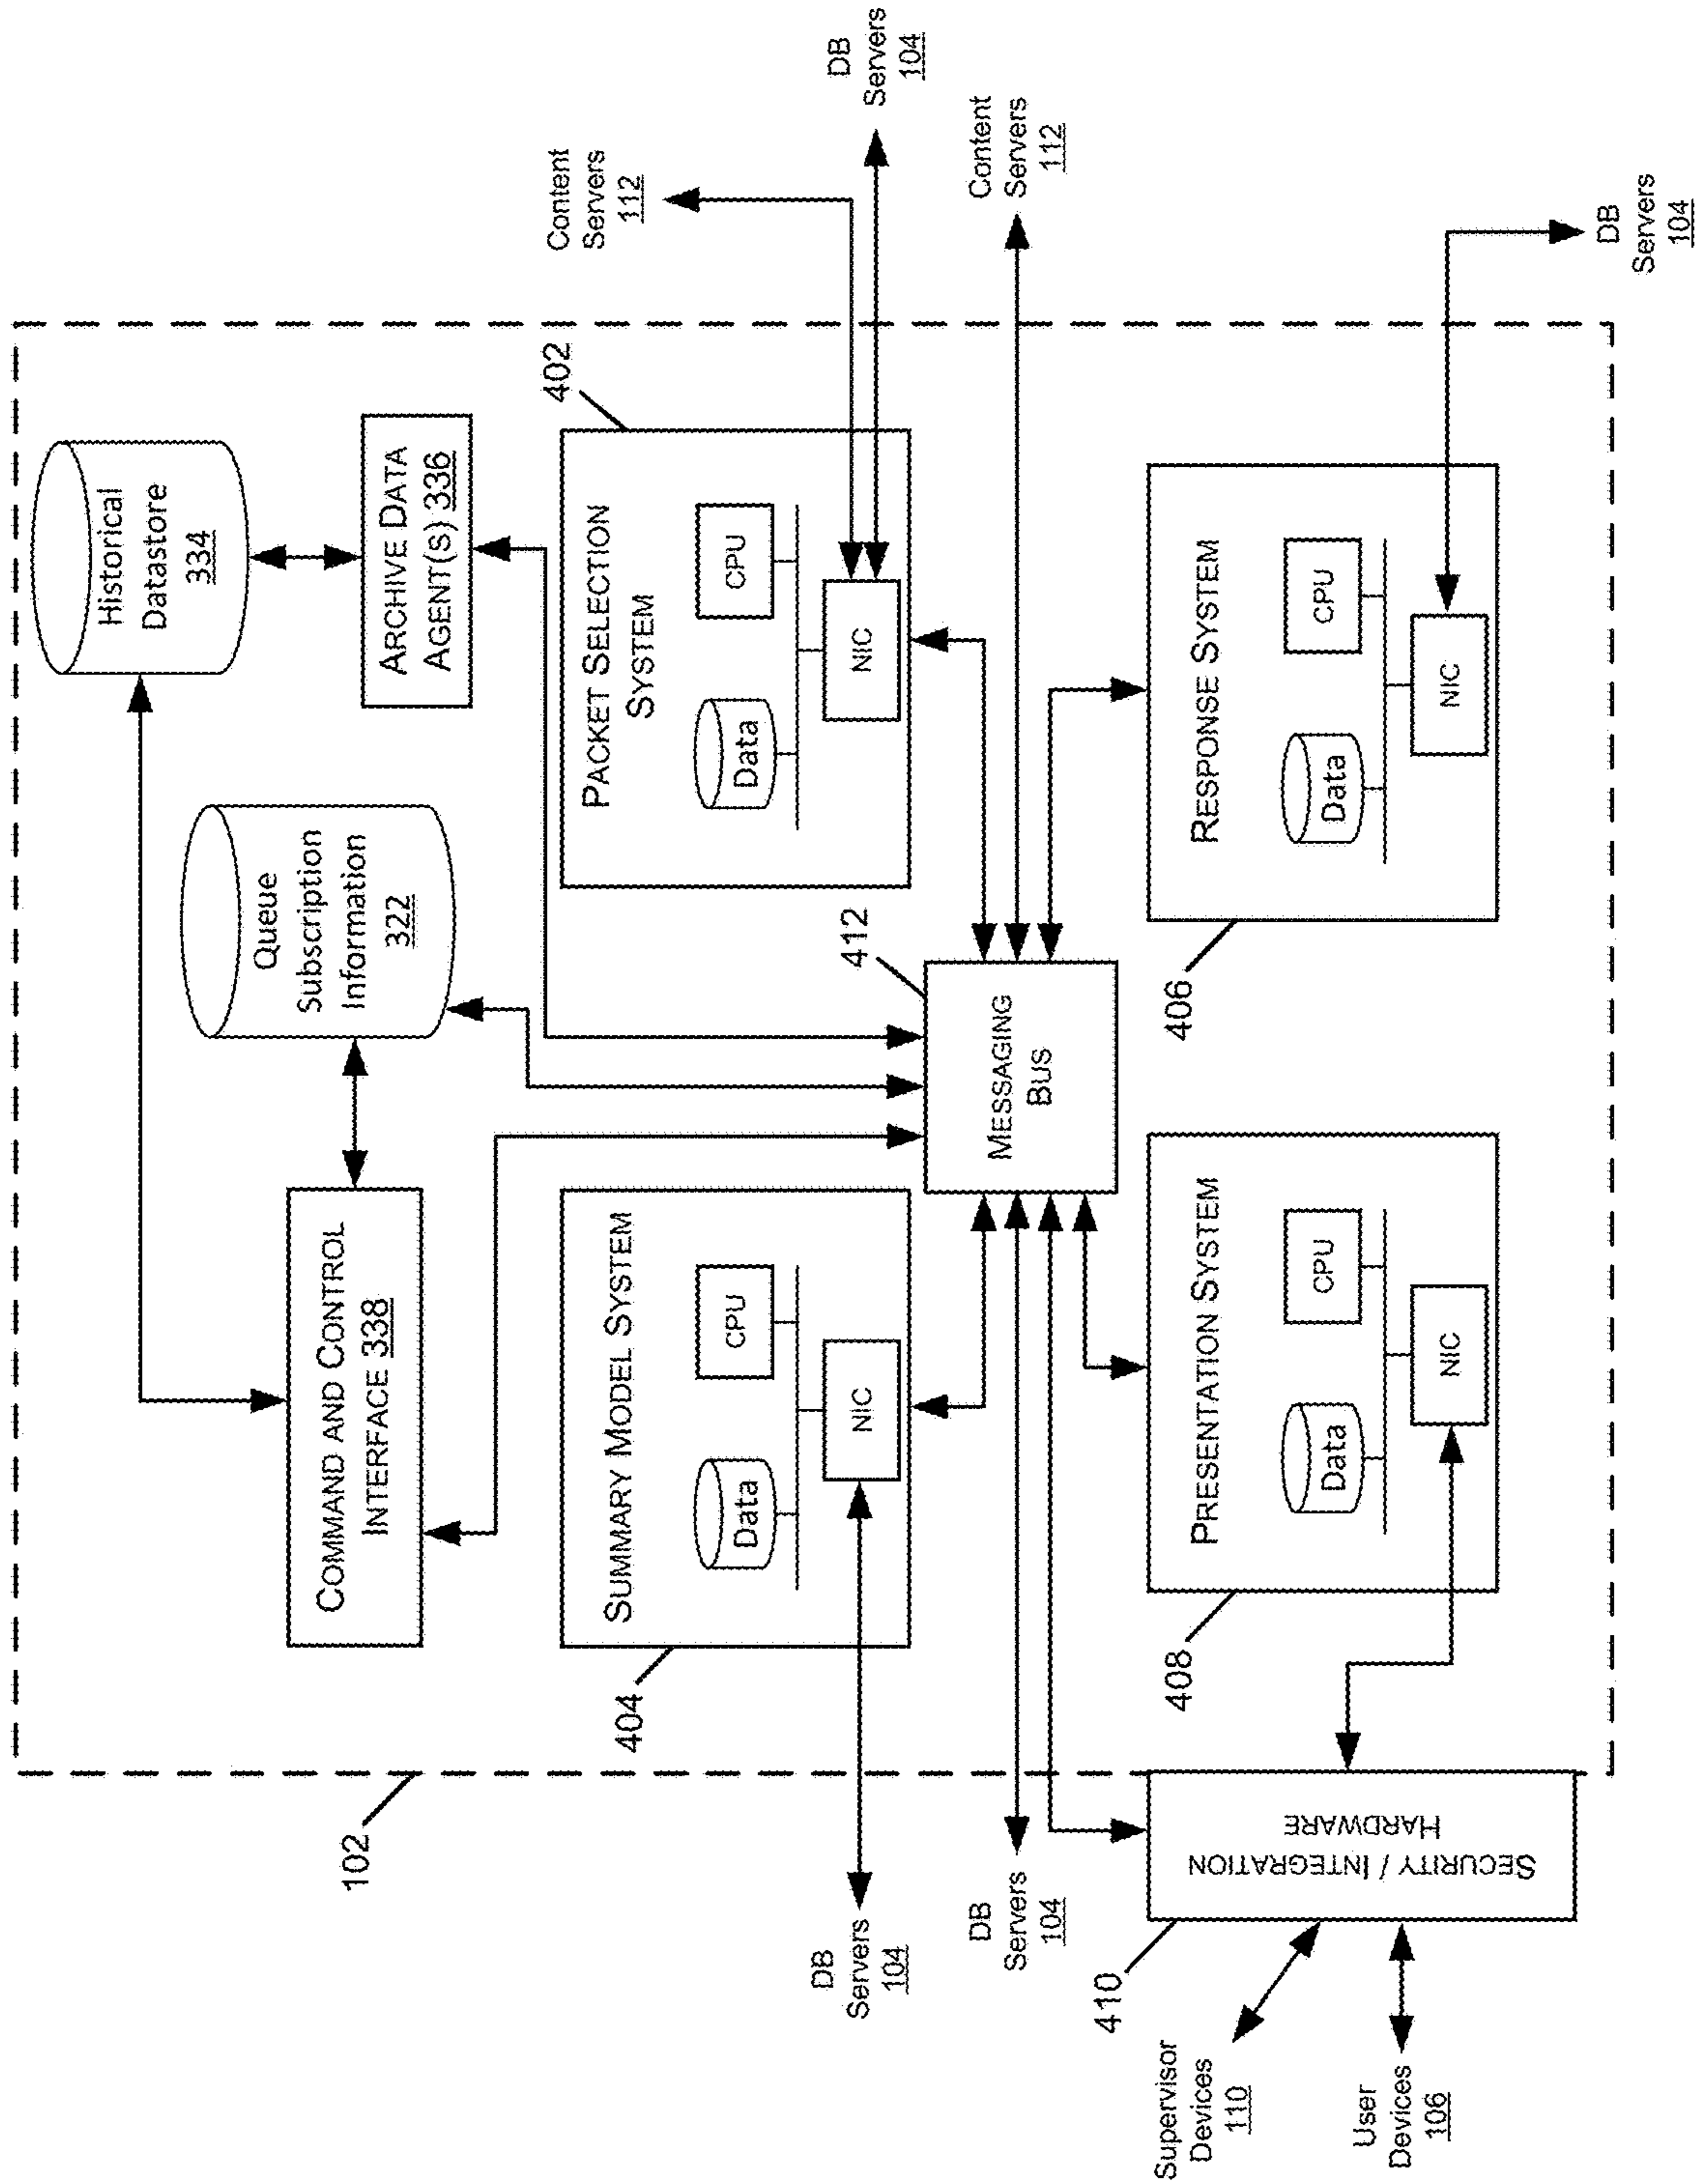 102
COMMAND AND CONTROL
INTERFACE 338
Queue
Subscription
Information
322
Historical
Datastore
334
ARCHIVE DATA
AGENT(S) 336
404
SUMMARY MODEL SYSTEM
Data
CPU
NIC
DB
Servers
104
412
MESSAGING
BUS
402
PACKET SELECTION
SYSTEM
Data
CPU
NIC
Content
Servers
112
DB
Servers
104
DB
Servers
104
Content
Servers
112
410
SECURITY / INTEGRATION
HARDWARE
Supervisor
Devices
110
User
Devices
106
408
PRESENTATION SYSTEM
Data
CPU
NIC
406
RESPONSE SYSTEM
Data
CPU
NIC
DB
Servers
104